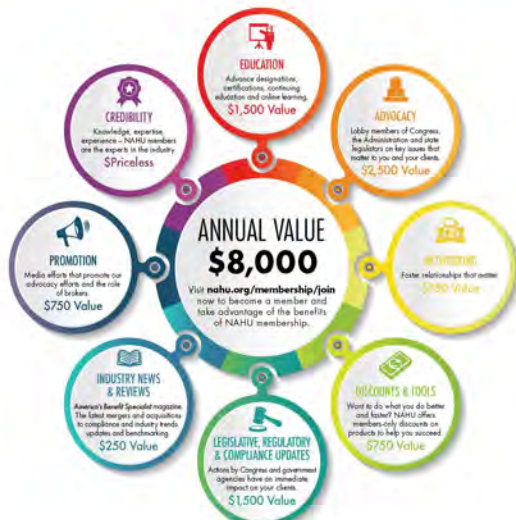 EDUCATION
Advance designations,
certifications, continuing
education and online learning.
$1,500 Value
ADVOCACY
Lobby members of Congress,
the Administration and state
legislators on key issues that
matter to you and your clients.
$2,500 Value
Foster relationships that matter.
Value
DISCOUNTS & TOOLS
Want to do what you do better
and faster? NAHU offers
members-only discounts on
products to help you succeed.
$750 Value
LEGISLATIVE, REGULATORY
& COMPLIANCE UPDATES
Actions by Congress and government
agencies have an immediate
impact on your clients.
$1,500 Value
INDUSTRY NEWS
& REVIEWS
America's Benefit Specialist magazine.
The latest mergers and acquisitions
to compliance and industry trends
updates and benchmarking.
$250 Value
PROMOTION
Media efforts that promote our
advocacy efforts and the role
of brokers.
$750 Value
CREDIBILITY
Knowledge, expertise,
experience – NAHU members
are the experts in the industry.
$Priceless
ANNUAL VALUE
$8,000
Visit nahu.org/membership/join
now to become a member and
take advantage of the benefits
of NAHU membership.